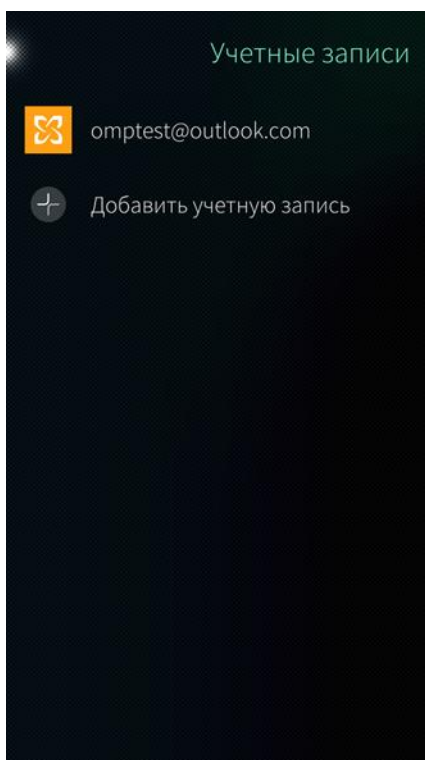 Учетные записи
omptest@outlook.com
Добавить учетную запись